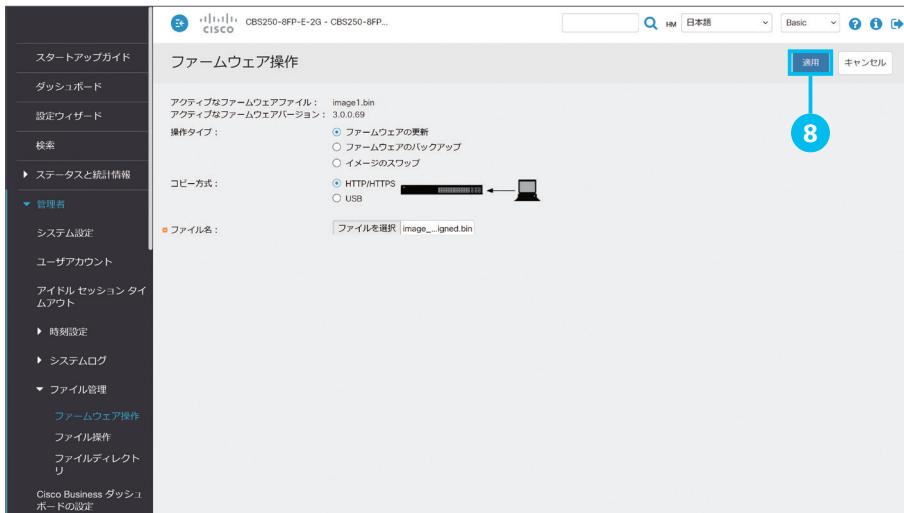 CISCO
CBS250-8FP-E-2G - CBS250-8FP...
HM
日本語
Basic
スタートアップガイド
ダッシュボード
設定ウィザード
検索
ステータスと統計情報
管理者
システム設定
ユーザアカウント
アイドル セッション タイ
ムアウト
時刻設定
システムログ
ファイル管理
ファームウェア操作
ファイル操作
ファイルディレクト
リ
Cisco Business ダッシュ
ボードの設定
ファームウェア操作
適用
キャンセル
8
アクティブなファームウェアファイル： image1.bin
アクティブなファームウェアバージョン： 3.0.0.69
操作タイプ： ファームウェアの更新
ファームウェアのバックアップ
イメージのスワップ
コピー方式： HTTP/HTTPS
USB
ファイル名： ファイルを選択 image_...igned.bin